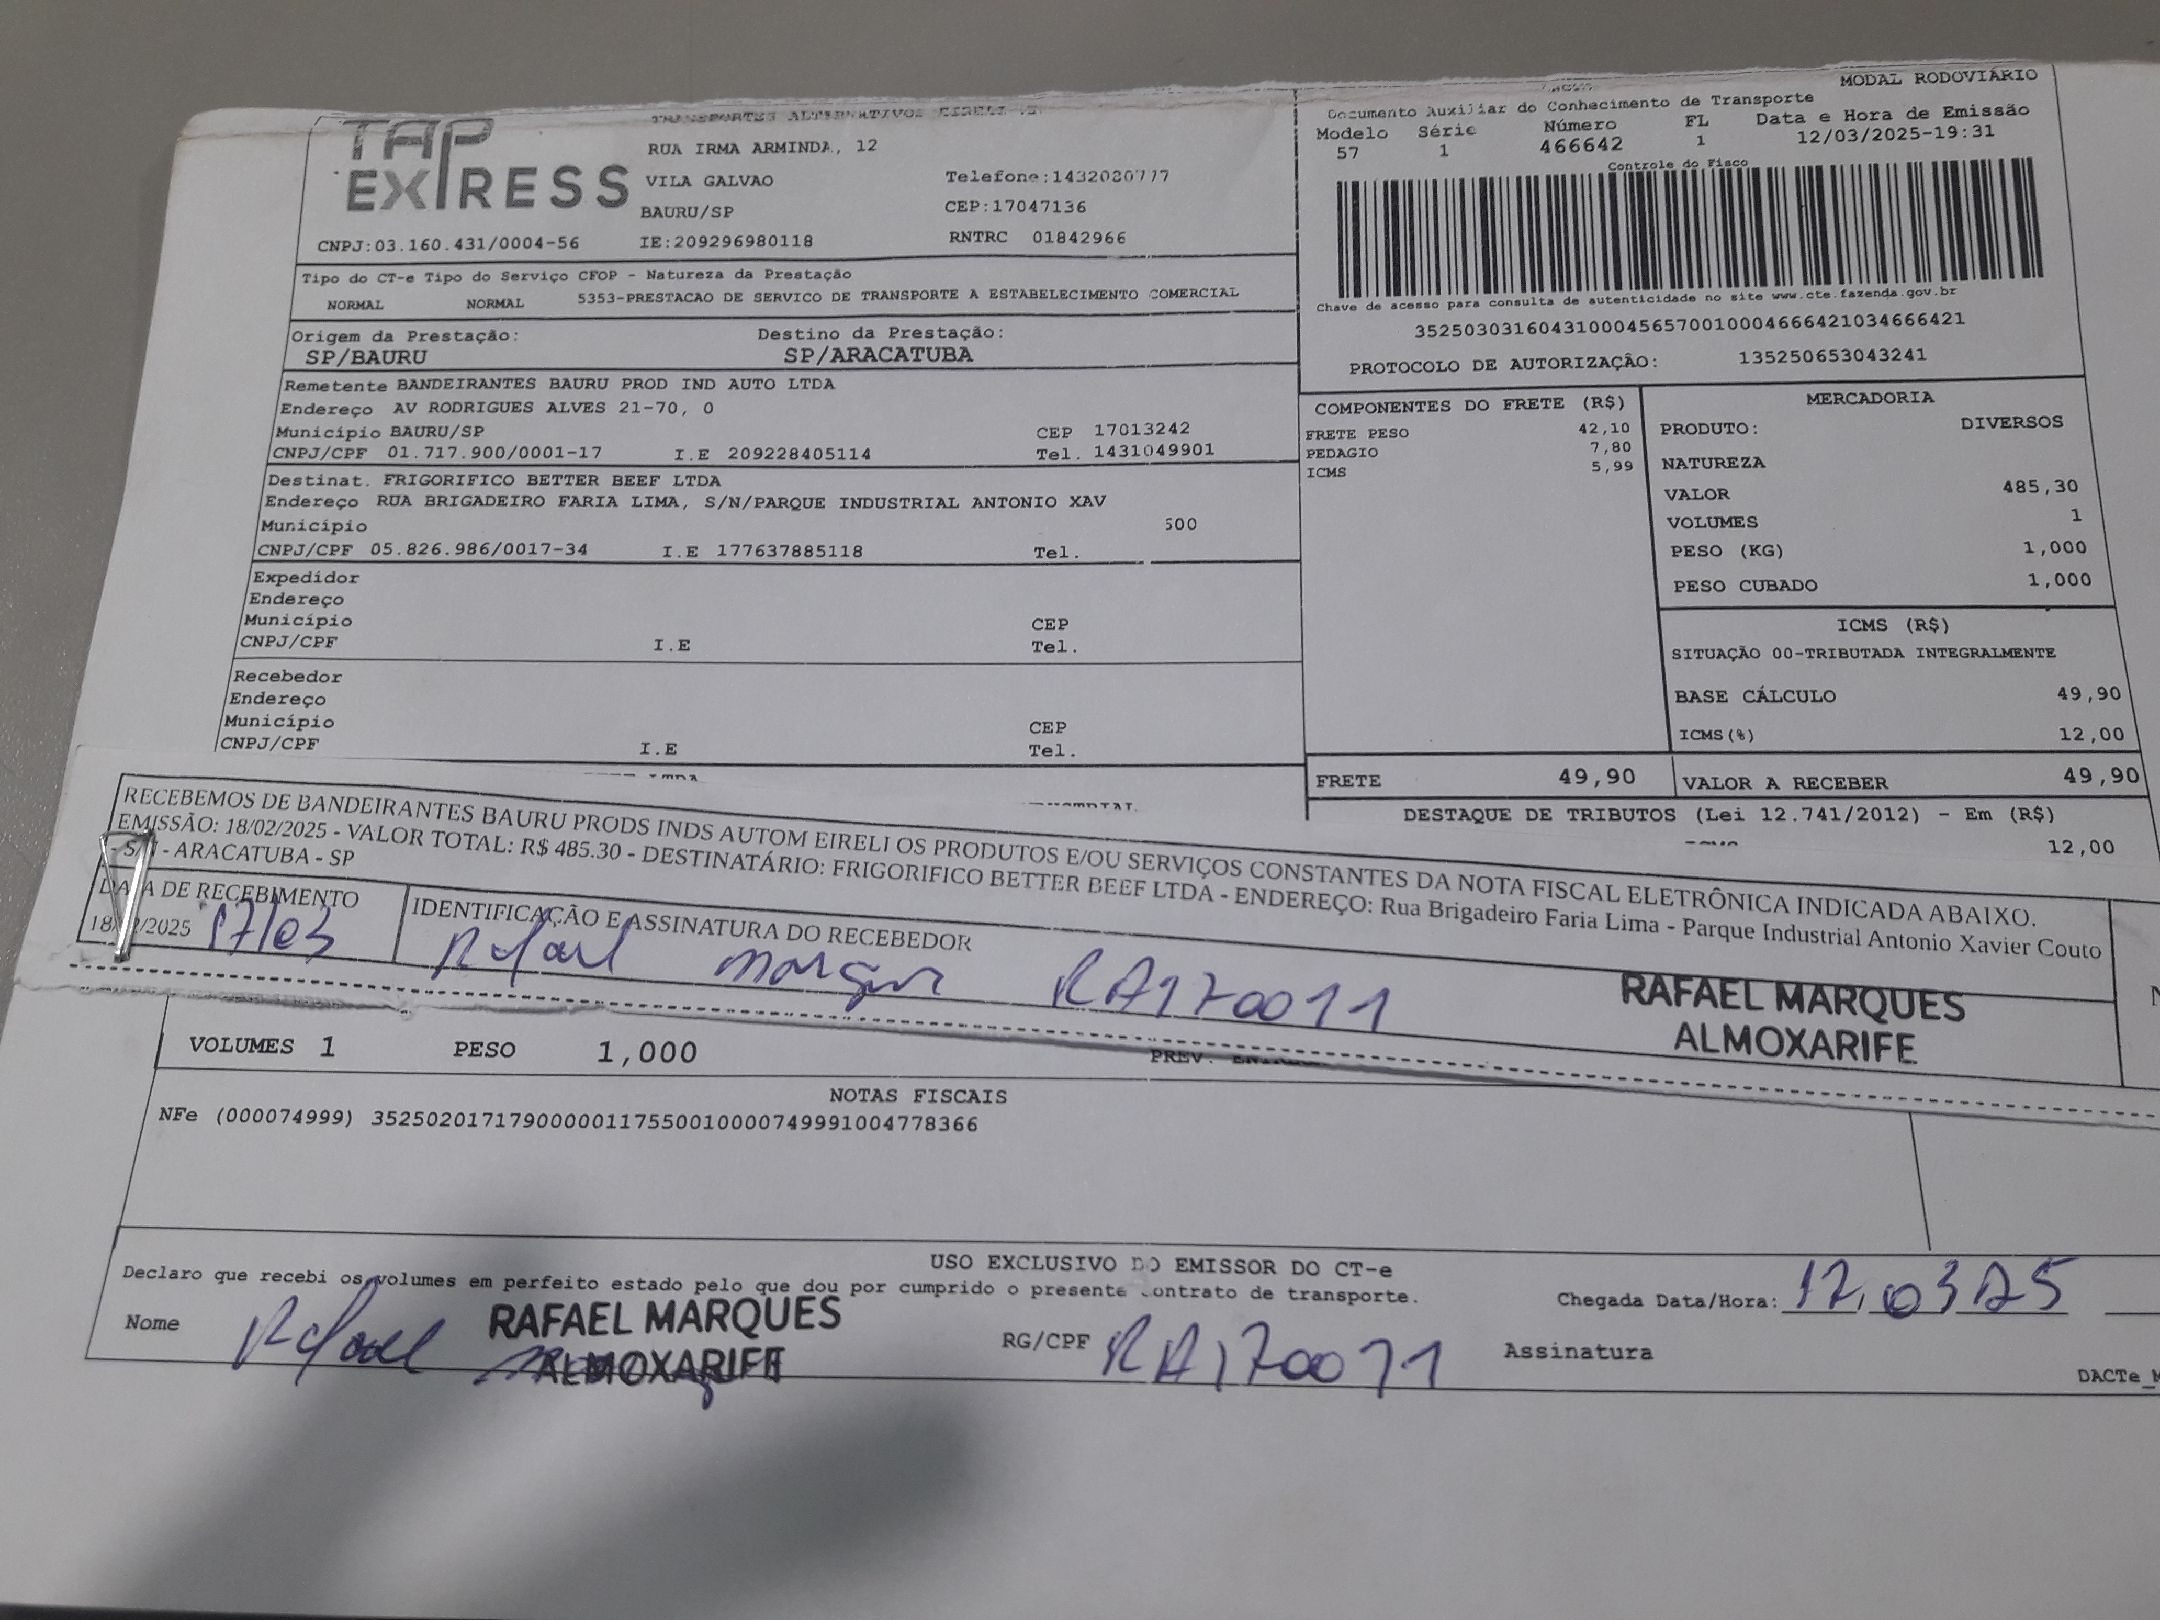 TAP EXPRESS
TRANSPORTES ALTERNATIVOS EIRELI
RUA IRMA ARMINDA, 12
VILA GALVAO Telefone:1432020777
BAURU/SP CEP:17047136
CNPJ:03.160.431/0004-56 IE:209296980118 RNTRC 01842966
MODAL RODOVIÁRIO
Documento Auxiliar do Conhecimento de Transporte
Modelo Série Número FL Data e Hora de Emissão
57 1 466642 1 12/03/2025-19:31
Controle do Fisco
Chave de acesso para consulta de autenticidade no site www.cte.fazenda.gov.br
35250303160431000456570010004666421034666421
PROTOCOLO DE AUTORIZAÇÃO: 135250653043241
Tipo do CT-e Tipo do Serviço CFOP - Natureza da Prestação
NORMAL NORMAL 5353-PRESTACAO DE SERVICO DE TRANSPORTE A ESTABELECIMENTO COMERCIAL
Origem da Prestação: Destino da Prestação:
SP/BAURU SP/ARACATUBA
Remetente BANDEIRANTES BAURU PROD IND AUTO LTDA
Endereço AV RODRIGUES ALVES 21-70, 0
Município BAURU/SP CEP 17013242
CNPJ/CPF 01.717.900/0001-17 I.E 209228405114 Tel. 1431049901
Destinat. FRIGORIFICO BETTER BEEF LTDA
Endereço RUA BRIGADEIRO FARIA LIMA, S/N/PARQUE INDUSTRIAL ANTONIO XAV
Município 500
CNPJ/CPF 05.826.986/0017-34 I.E 177637885118 Tel.
Expedidor
Endereço
Município CEP
CNPJ/CPF I.E Tel.
Recebedor
Endereço
Município CEP
CNPJ/CPF I.E Tel.
COMPONENTES DO FRETE (R$)
FRETE PESO 42,10
PEDAGIO 7,80
ICMS 5,99
MERCADORIA
PRODUTO: DIVERSOS
NATUREZA
VALOR 485,30
VOLUMES 1
PESO (KG) 1,000
PESO CUBADO 1,000
ICMS (R$)
SITUAÇÃO 00-TRIBUTADA INTEGRALMENTE
BASE CÁLCULO 49,90
ICMS(%) 12,00
FRETE 49,90 VALOR A RECEBER 49,90
DESTAQUE DE TRIBUTOS (Lei 12.741/2012) - Em (R$)
12,00
RECEBEMOS DE BANDEIRANTES BAURU PRODS INDS AUTOM EIRELI OS PRODUTOS E/OU SERVIÇOS CONSTANTES DA NOTA FISCAL ELETRÔNICA INDICADA ABAIXO.
EMISSÃO: 18/02/2025 - VALOR TOTAL: R$ 485.30 - DESTINATÁRIO: FRIGORIFICO BETTER BEEF LTDA - ENDEREÇO: Rua Brigadeiro Faria Lima - Parque Industrial Antonio Xavier Couto
- S/N - ARACATUBA - SP
DATA DE RECEBIMENTO IDENTIFICAÇÃO E ASSINATURA DO RECEBEDOR
18/02/2025 17/03 Rafael Marques RA170011
RAFAEL MARQUES
ALMOXARIFE
VOLUMES 1 PESO 1,000 PREV.
NOTAS FISCAIS
NFe (000074999) 35250201717900000117550010000749991004778366
USO EXCLUSIVO DO EMISSOR DO CT-e
Declaro que recebi os volumes em perfeito estado pelo que dou por cumprido o presente contrato de transporte.
Chegada Data/Hora: 17,03,25
Nome Rafael Marques RG/CPF RA170011 Assinatura
RAFAEL MARQUES
ALMOXARIFE
DACTe_